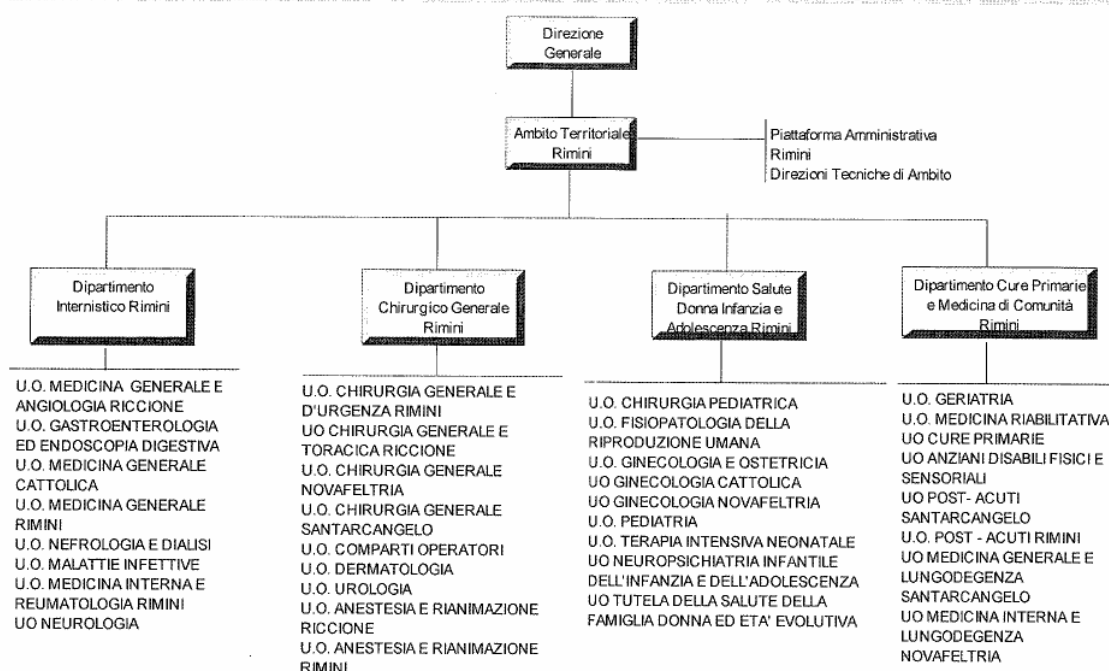 Direzione
Generale
Ambito Territoriale
Rimini
Piattaforma Amministrativa
Rimini
Direzioni Tecniche di Ambito
Dipartimento
Internistico Rimini
Dipartimento
Chirurgico Generale
Rimini
Dipartimento Salute
Donna Infanzia e
Adolescenza Rimini
Dipartimento Cure Primarie
e Medicina di Comunità
Rimini
U.O. MEDICINA GENERALE E
ANGIOLOGIA RICCIONE
U.O. GASTROENTEROLOGIA
ED ENDOSCOPIA DIGESTIVA
U.O. MEDICINA GENERALE
CATTOLICA
U.O. MEDICINA GENERALE
RIMINI
U.O. NEFROLOGIA E DIALISI
U.O. MALATTIE INFETTIVE
U.O. MEDICINA INTERNA E
REUMATOLOGIA RIMINI
UO NEUROLOGIA
U.O. CHIRURGIA GENERALE E
D'URGENZA RIMINI
UO CHIRURGIA GENERALE E
TORACICA RICCIONE
U.O. CHIRURGIA GENERALE
NOVAFELTRIA
U.O. CHIRURGIA GENERALE
SANTARCANGELO
U.O. COMPARTI OPERATORI
U.O. DERMATOLOGIA
U.O. UROLOGIA
U.O. ANESTESIA E RIANIMAZIONE
RICCIONE
U.O. ANESTESIA E RIANIMAZIONE
RIMINI
U.O. CHIRURGIA PEDIATRICA
U.O. FISIOPATOLOGIA DELLA
RIPRODUZIONE UMANA
U.O. GINECOLOGIA E OSTETRICIA
UO GINECOLOGIA CATTOLICA
UO GINECOLOGIA NOVAFELTRIA
U.O. PEDIATRIA
U.O. TERAPIA INTENSIVA NEONATALE
UO NEUROPSICHIATRIA INFANTILE
DELL'INFANZIA E DELL'ADOLESCENZA
UO TUTELA DELLA SALUTE DELLA
FAMIGLIA DONNA ED ETA' EVOLUTIVA
U.O. GERIATRIA
U.O. MEDICINA RIABILITATIVA
UO CURE PRIMARIE
UO ANZIANI DISABILI FISICI E
SENSORIALI
UO POST- ACUTI
SANTARCANGELO
U.O. POST - ACUTI RIMINI
UO MEDICINA GENERALE E
LUNGODEGENZA
SANTARCANGELO
UO MEDICINA INTERNA E
LUNGODEGENZA
NOVAFELTRIA